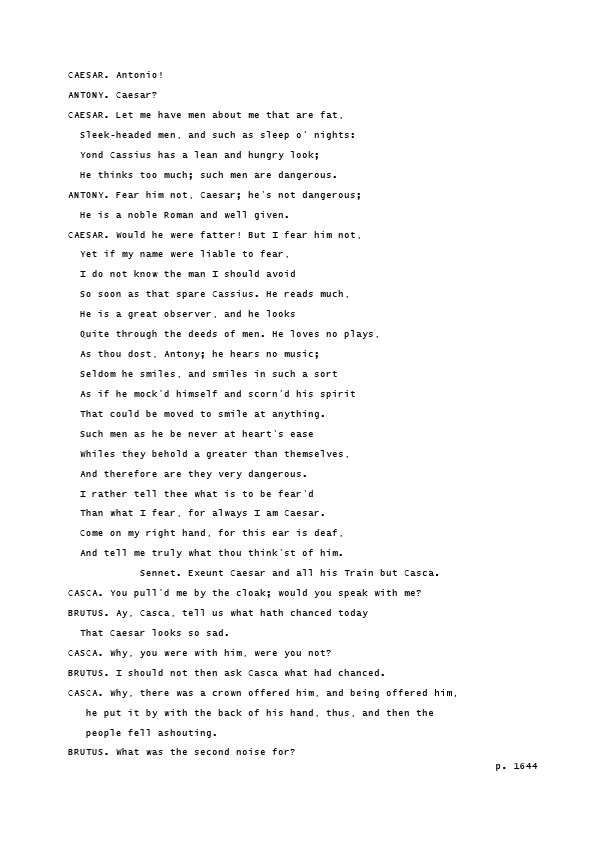 CAESAR. Antonio!
ANTONY. Caesar?
CAESAR. Let me have men about me that are fat,
Sleek-headed men, and such as sleep o' nights:
Yond Cassius has a lean and hungry look;
He thinks too much; such men are dangerous.
ANTONY. Fear him not, Caesar; he's not dangerous;
He is a noble Roman and well given.
CAESAR. Would he were fatter! But I fear him not,
Yet if my name were liable to fear,
I do not know the man I should avoid
So soon as that spare Cassius. He reads much,
He is a great observer, and he looks
Quite through the deeds of men. He loves no plays,
As thou dost, Antony; he hears no music;
Seldom he smiles, and smiles in such a sort
As if he mock'd himself and scorn'd his spirit
That could be moved to smile at anything.
Such men as he be never at heart's ease
Whiles they behold a greater than themselves,
And therefore are they very dangerous.
I rather tell thee what is to be fear'd
Than what I fear, for always I am Caesar.
Come on my right hand, for this ear is deaf,
And tell me truly what thou think'st of him.
Sennet. Exeunt Caesar and all his Train but Casca.
CASCA. You pull'd me by the cloak; would you speak with me?
BRUTUS. Ay, Casca, tell us what hath chanced today
That Caesar looks so sad.
CASCA. Why, you were with him, were you not?
BRUTUS. I should not then ask Casca what had chanced.
CASCA. Why, there was a crown offered him, and being offered him,
he put it by with the back of his hand, thus, and then the
people fell ashouting.
BRUTUS. What was the second noise for?
p. 1644